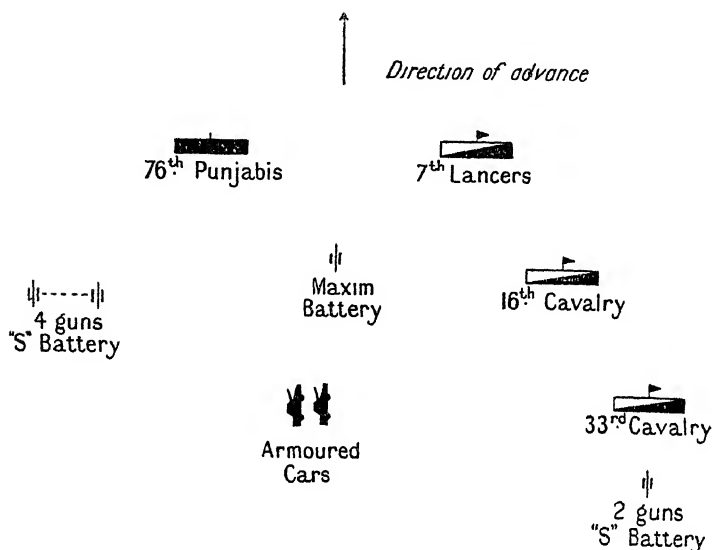 Direction of advance
76th Punjabis
7th Lancers
Maxim
Battery
16th Cavalry
4 guns
"S" Battery
33rd Cavalry
Armoured
Cars
2 guns
"S" Battery